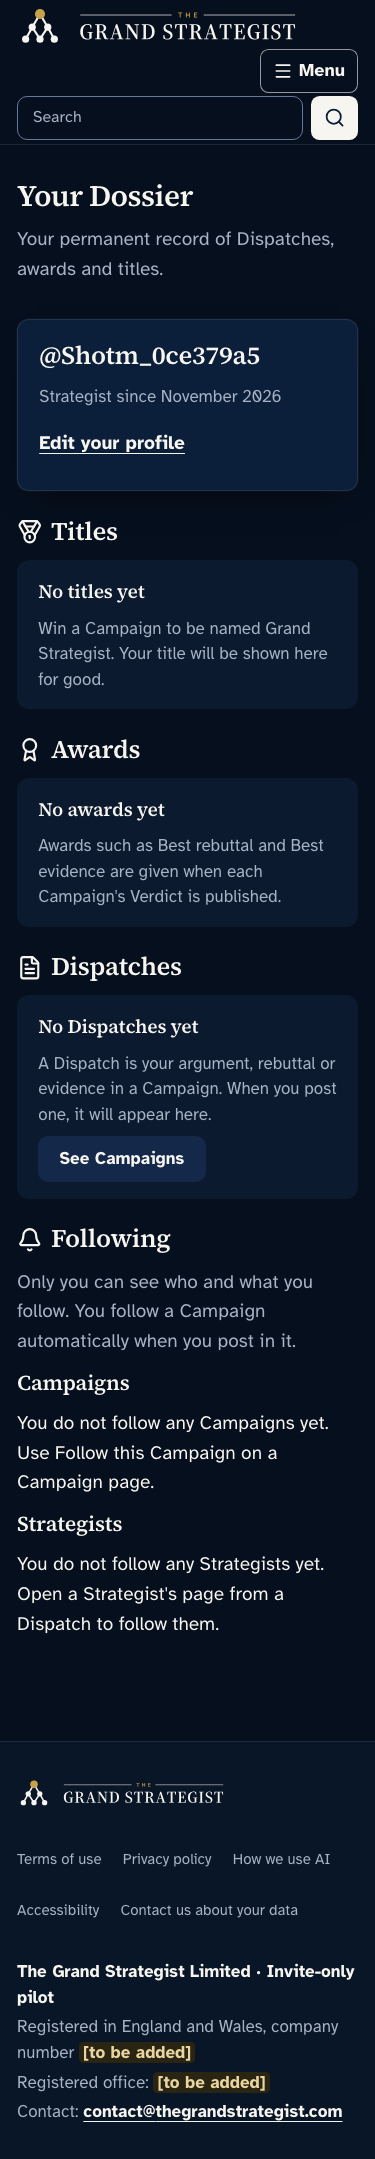 THE
GRAND STRATEGIST
Menu
Search
Your Dossier
Your permanent record of Dispatches,
awards and titles.
@Shotm_0ce379a5
Strategist since November 2026
Edit your profile
Titles
No titles yet
Win a Campaign to be named Grand
Strategist. Your title will be shown here
for good.
Awards
No awards yet
Awards such as Best rebuttal and Best
evidence are given when each
Campaign's Verdict is published.
Dispatches
No Dispatches yet
A Dispatch is your argument, rebuttal or
evidence in a Campaign. When you post
one, it will appear here.
See Campaigns
Following
Only you can see who and what you
follow. You follow a Campaign
automatically when you post in it.
Campaigns
You do not follow any Campaigns yet.
Use Follow this Campaign on a
Campaign page.
Strategists
You do not follow any Strategists yet.
Open a Strategist's page from a
Dispatch to follow them.
THE
GRAND STRATEGIST
Terms of use Privacy policy How we use AI
Accessibility Contact us about your data
The Grand Strategist Limited · Invite-only
pilot
Registered in England and Wales, company
number [to be added]
Registered office: [to be added]
Contact: contact@thegrandstrategist.com